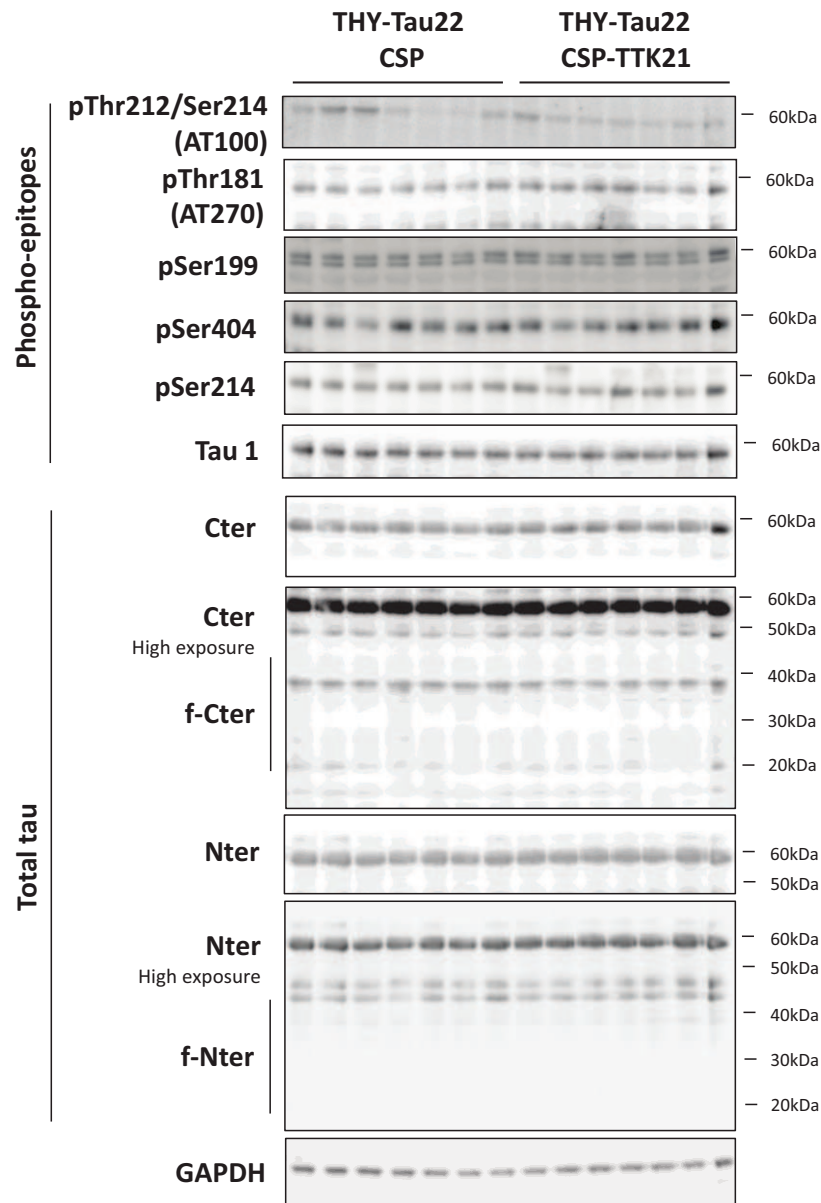 THY-Tau22
CSP
THY-Tau22
CSP-TTK21
Phospho-epitopes
pThr212/Ser214
(AT100)
60kDa
pThr181
(AT270)
60kDa
pSer199
60kDa
pSer404
60kDa
pSer214
60kDa
Tau 1
60kDa
Total tau
Cter
60kDa
Cter
High exposure
f-Cter
60kDa
50kDa
40kDa
30kDa
20kDa
Nter
60kDa
50kDa
Nter
High exposure
f-Nter
60kDa
50kDa
40kDa
30kDa
20kDa
GAPDH